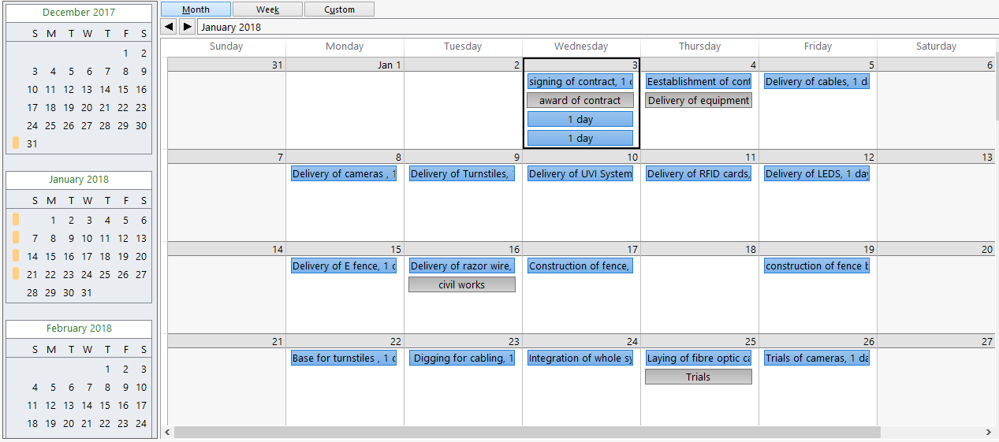 December 2017
S M T W T F S
1 2
3 4 5 6 7 8 9
10 11 12 13 14 15 16
17 18 19 20 21 22 23
24 25 26 27 28 29 30
31
January 2018
S M T W T F S
1 2 3 4 5 6
7 8 9 10 11 12 13
14 15 16 17 18 19 20
21 22 23 24 25 26 27
28 29 30 31
February 2018
S M T W T F S
1 2 3
4 5 6 7 8 9 10
11 12 13 14 15 16 17
18 19 20 21 22 23 24
Month Week Custom
January 2018
Sunday Monday Tuesday Wednesday Thursday Friday Saturday
31 Jan 1 2 3 4 5 6
signing of contract, 1 d Eestablishment of cont Delivery of cables, 1 da
award of contract Delivery of equipment
1 day
1 day
7 8 9 10 11 12 13
Delivery of cameras , 1 Delivery of Turnstiles, Delivery of UVI System Delivery of RFID cards, Delivery of LEDS, 1 day
14 15 16 17 18 19 20
Delivery of E fence, 1 d Delivery of razor wire, Construction of fence, construction of fence b
civil works
21 22 23 24 25 26 27
Base for turnstiles , 1 d Digging for cabling, 1 Integration of whole sy Laying of fibre optic ca Trials of cameras, 1 da
Trials